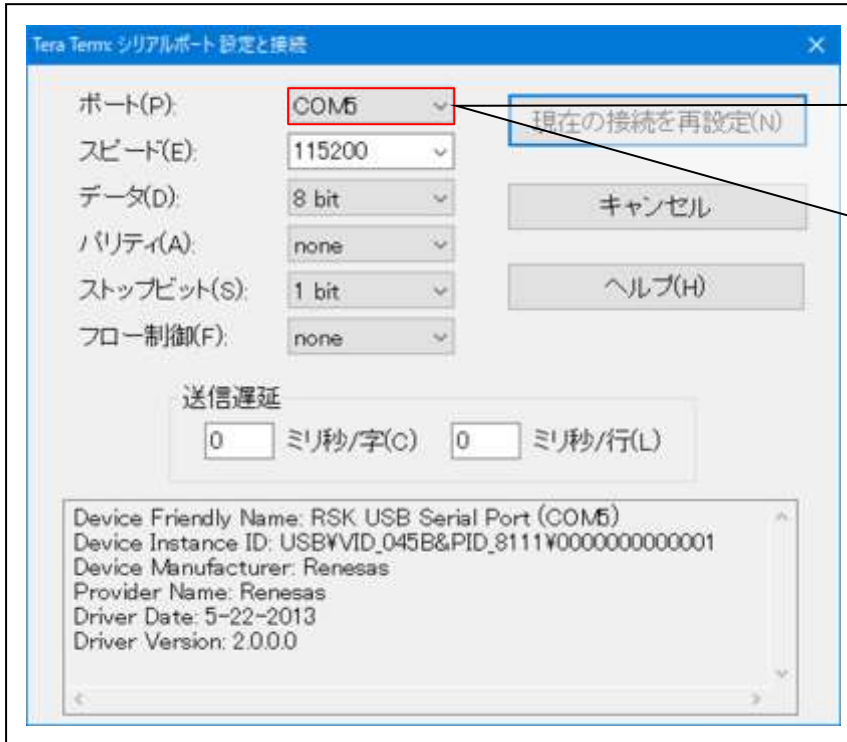 Tera Term: シリアルポート 設定と接続
ポート(P): COM5 現在の接続を再設定(N)
スピード(E): 115200
データ(D): 8 bit キャンセル
パリティ(A): none
ストップビット(S): 1 bit ヘルプ(H)
フロー制御(F): none
送信遅延
0 ミリ秒/字(C) 0 ミリ秒/行(L)
Device Friendly Name: RSK USB Serial Port (COM5)
Device Instance ID: USB¥VID_045B&PID_8111¥0000000000001
Device Manufacturer: Renesas
Provider Name: Renesas
Driver Date: 5-22-2013
Driver Version: 2.0.0.0